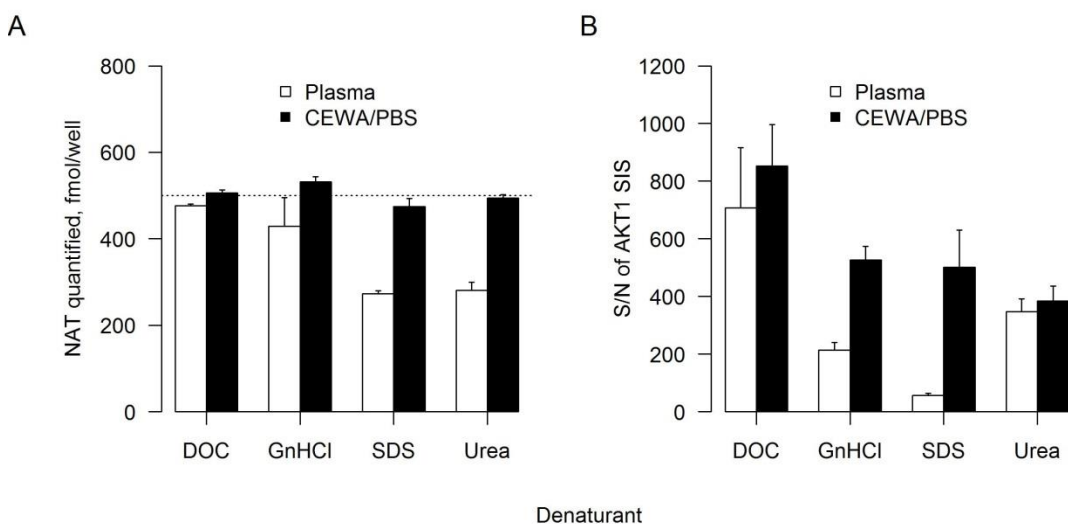 A
B
NAT quantified, fmol/well
800
600
400
200
0
Plasma
CEWA/PBS
DOC
GnHCl
SDS
Urea
S/N of AKT1 SIS
1200
1000
800
600
400
200
0
Plasma
CEWA/PBS
DOC
GnHCl
SDS
Urea
Denaturant